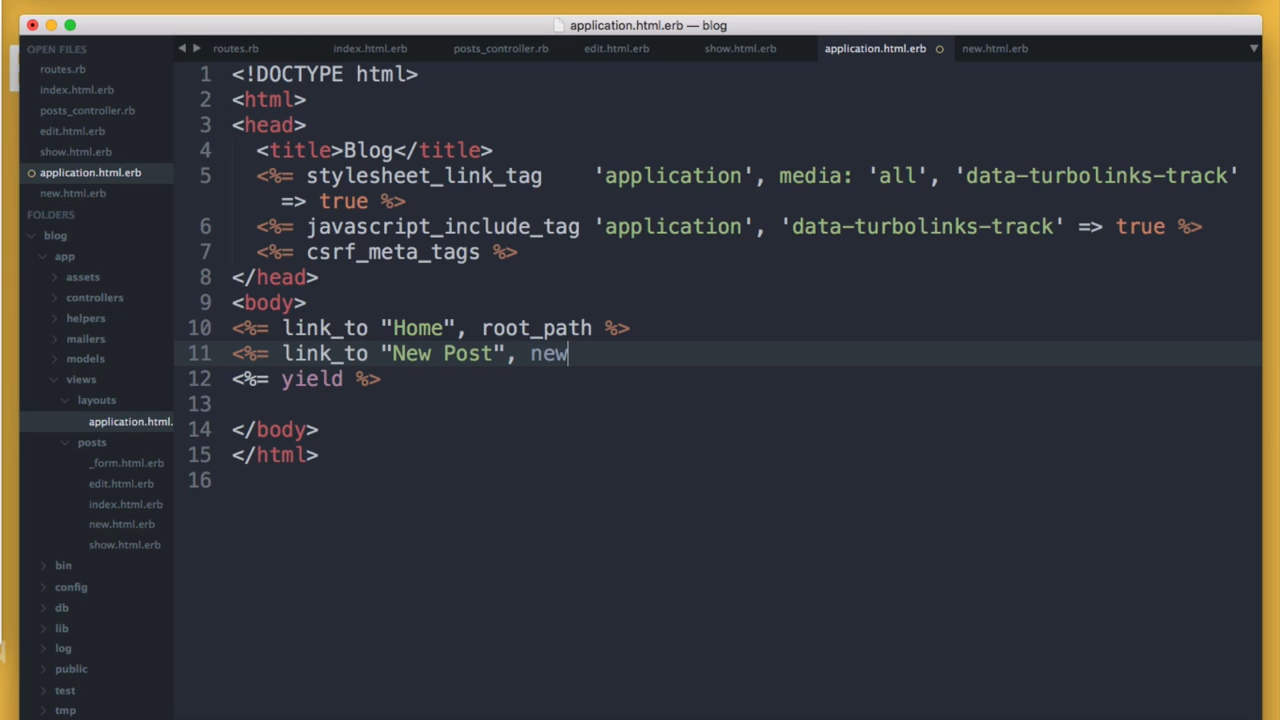 application.html.erb — blog
OPEN FILES
routes.rb
index.html.erb
posts_controller.rb
edit.html.erb
show.html.erb
application.html.erb
new.html.erb
FOLDERS
blog
app
assets
controllers
helpers
mailers
models
views
layouts
application.html.
posts
_form.html.erb
edit.html.erb
index.html.erb
new.html.erb
show.html.erb
bin
config
db
lib
log
public
test
tmp
routes.rb index.html.erb posts_controller.rb edit.html.erb show.html.erb application.html.erb new.html.erb
1 <!DOCTYPE html>
2 <html>
3 <head>
4 <title>Blog</title>
5 <%= stylesheet_link_tag 'application', media: 'all', 'data-turbolinks-track'
=> true %>
6 <%= javascript_include_tag 'application', 'data-turbolinks-track' => true %>
7 <%= csrf_meta_tags %>
8 </head>
9 <body>
10 <%= link_to "Home", root_path %>
11 <%= link_to "New Post", new
12 <%= yield %>
13
14 </body>
15 </html>
16